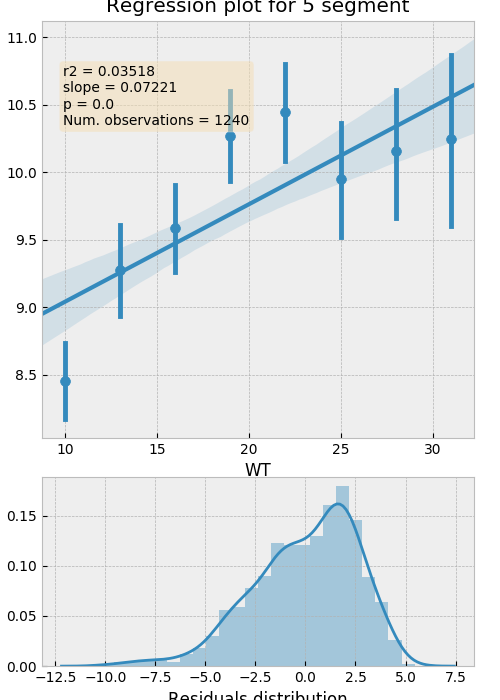 Regression plot for 5 segment
11.0
r2 = 0.03518
slope = 0.07221
p = 0.0
Num. observations = 1240
10.5
10.0
9.5
9.0
8.5
10 15 20 25 30
WT
0.15
0.10
0.05
0.00
−12.5 −10.0 −7.5 −5.0 −2.5 0.0 2.5 5.0 7.5
Residuals distribution